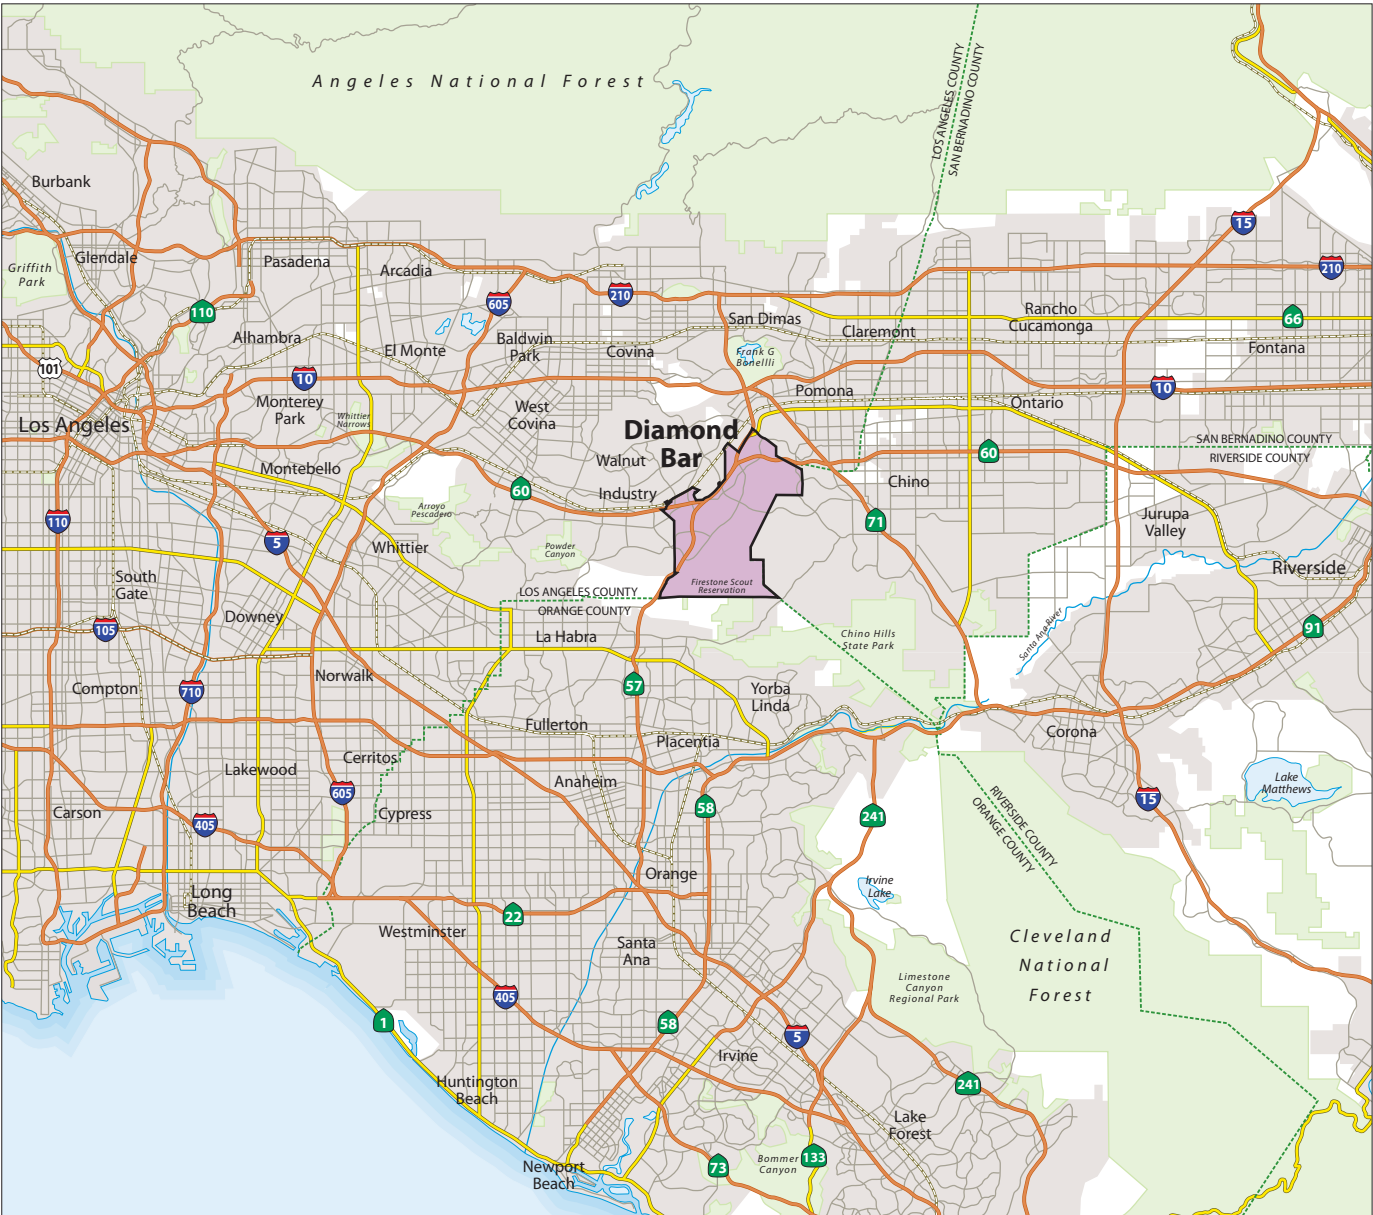 Angeles National Forest
LOS ANGELES COUNTY
SAN BERNADINO COUNTY
Burbank
15
Glendale
Pasadena
Arcadia
210
Griffith
Park
605
210
110
San Dimas
Rancho
Cucamonga
66
Alhambra
El Monte
Baldwin
Park
Covina
Claremont
Fontana
Frank G
Bonellli
101
10
10
Pomona
Monterey
Park
Whittier
Narrows
West
Covina
Ontario
Los Angeles
Diamond
Bar
SAN BERNADINO COUNTY
RIVERSIDE COUNTY
60
Walnut
Montebello
Industry
60
Chino
Arroyo
Pescadero
110
71
Jurupa
Valley
5
Whittier
Powder
Canyon
Riverside
South
Gate
Firestone Scout
Reservation
LOS ANGELES COUNTY
ORANGE COUNTY
Downey
105
La Habra
Chino Hills
State Park
Santa Ana River
91
Norwalk
57
Compton
710
Yorba
Linda
Fullerton
Placentia
Corona
Cerritos
Lakewood
Anaheim
605
Lake
Matthews
15
RIVERSIDE COUNTY
ORANGE COUNTY
Carson
Cypress
58
241
405
Orange
Irvine
Lake
Long
Beach
22
Westminster
Santa
Ana
Cleveland
National
Forest
Limestone
Canyon
Regional Park
405
1
58
5
Irvine
Huntington
Beach
241
Lake
Forest
Newport
Beach
73
Bommer
Canyon
133